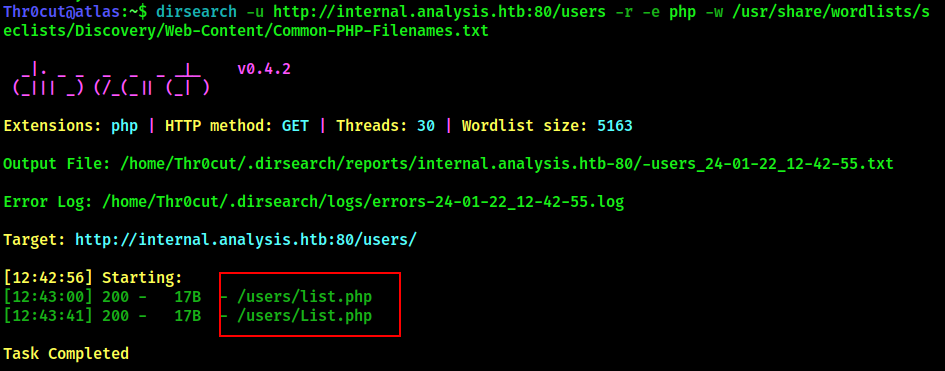 Thr0cut@atlas:~$ dirsearch -u http://internal.analysis.htb:80/users -r -e php -w /usr/share/wordlists/s
eclists/Discovery/Web-Content/Common-PHP-Filenames.txt
v0.4.2
Extensions: php | HTTP method: GET | Threads: 30 | Wordlist size: 5163
Output File: /home/Thr0cut/.dirsearch/reports/internal.analysis.htb-80/-users_24-01-22_12-42-55.txt
Error Log: /home/Thr0cut/.dirsearch/logs/errors-24-01-22_12-42-55.log
Target: http://internal.analysis.htb:80/users/
[12:42:56] Starting:
[12:43:00] 200 -   17B  - /users/list.php
[12:43:41] 200 -   17B  - /users/List.php
Task Completed